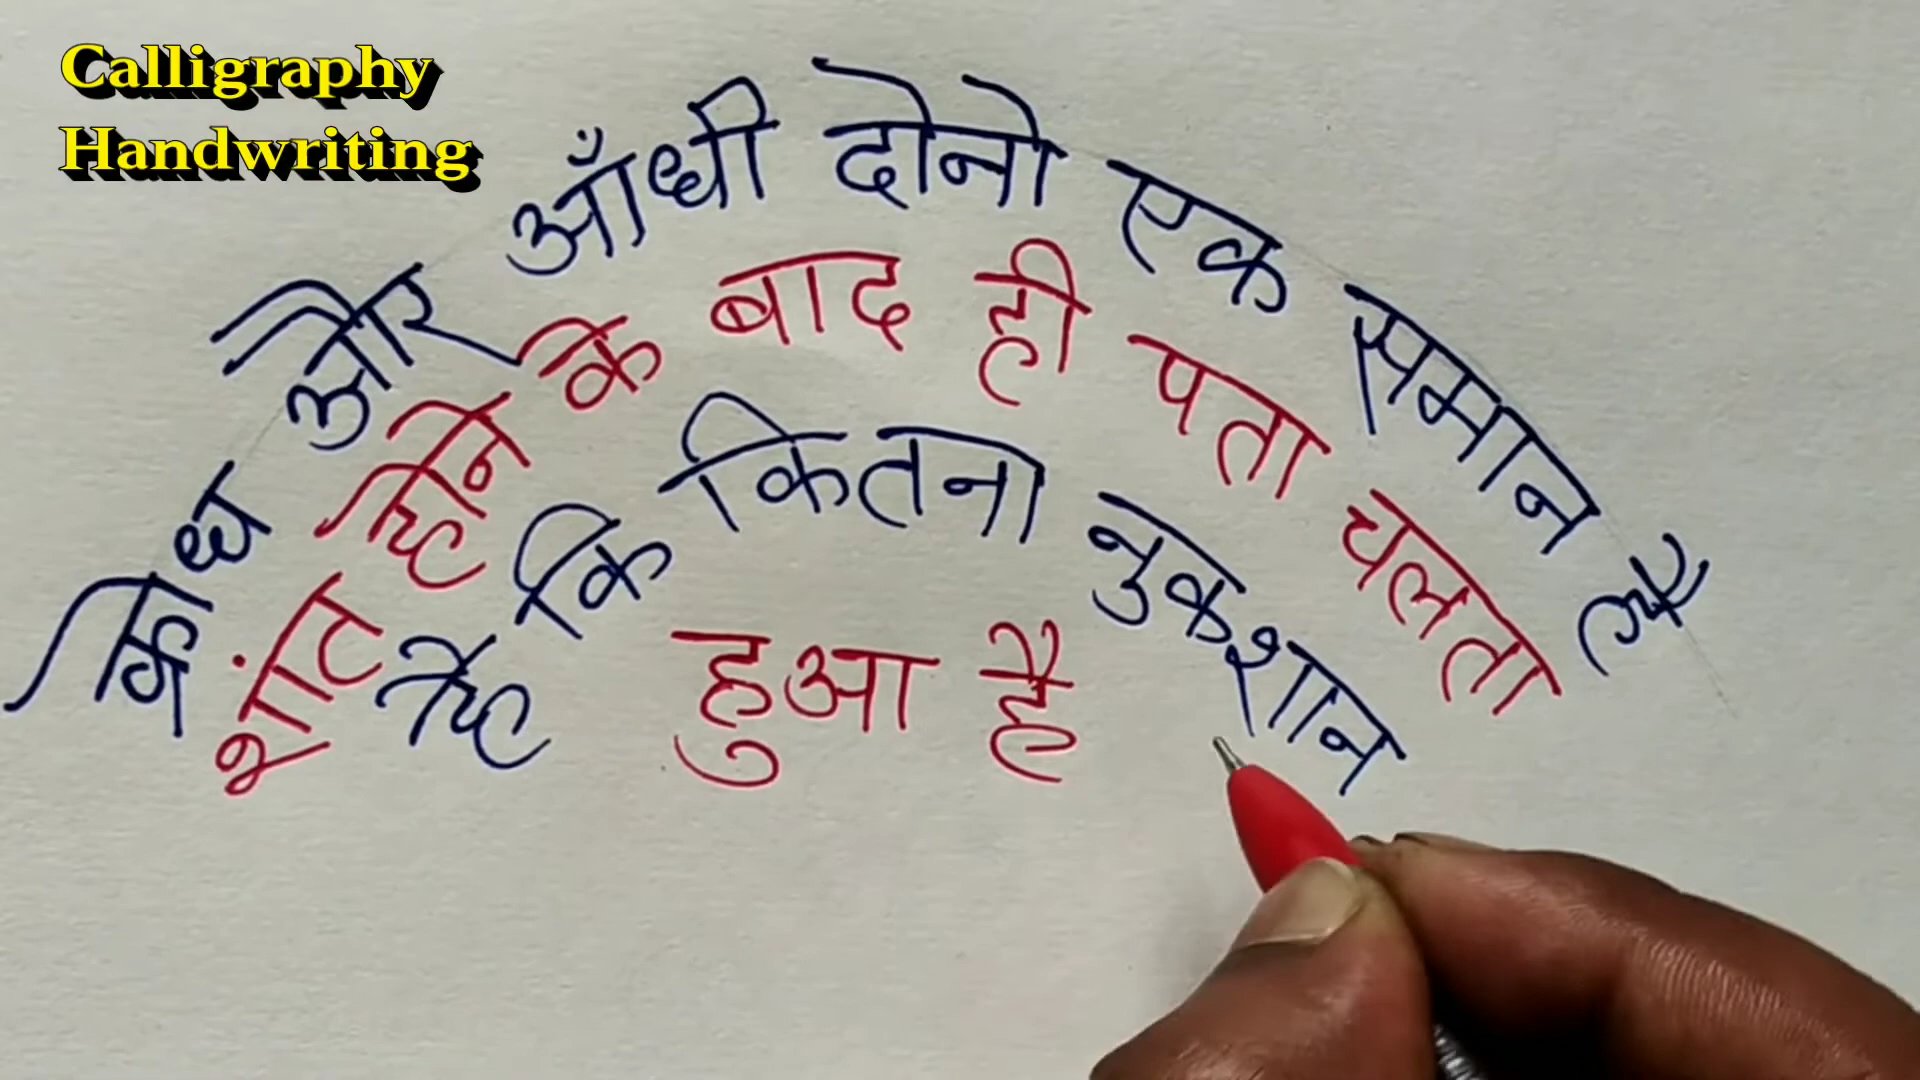 Calligraphy
Handwriting
क्रोध और आँधी दोनो एक समान है
शांत होने के बाद ही पता चलता
है कि कितना नुकशान
हुआ है